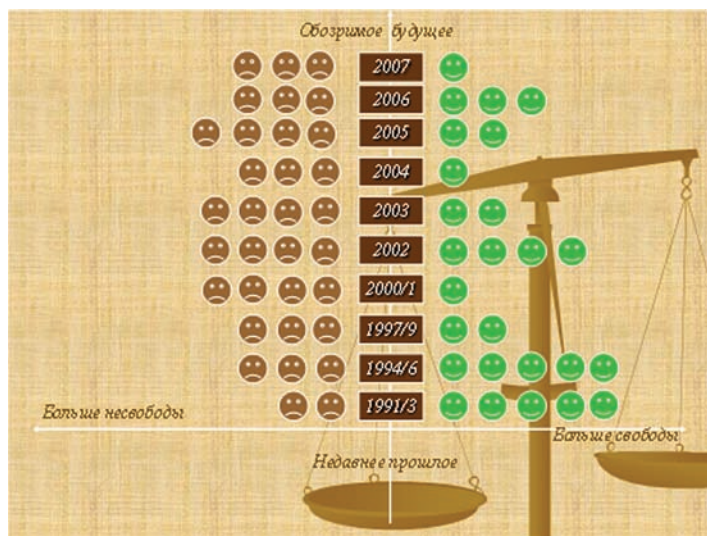 Обозримое будущее
2007
2006
2005
2004
2003
2002
2000/1
1997/9
1994/6
1991/3
Больше несвободы
Больше свободы
Недавнее прошлое